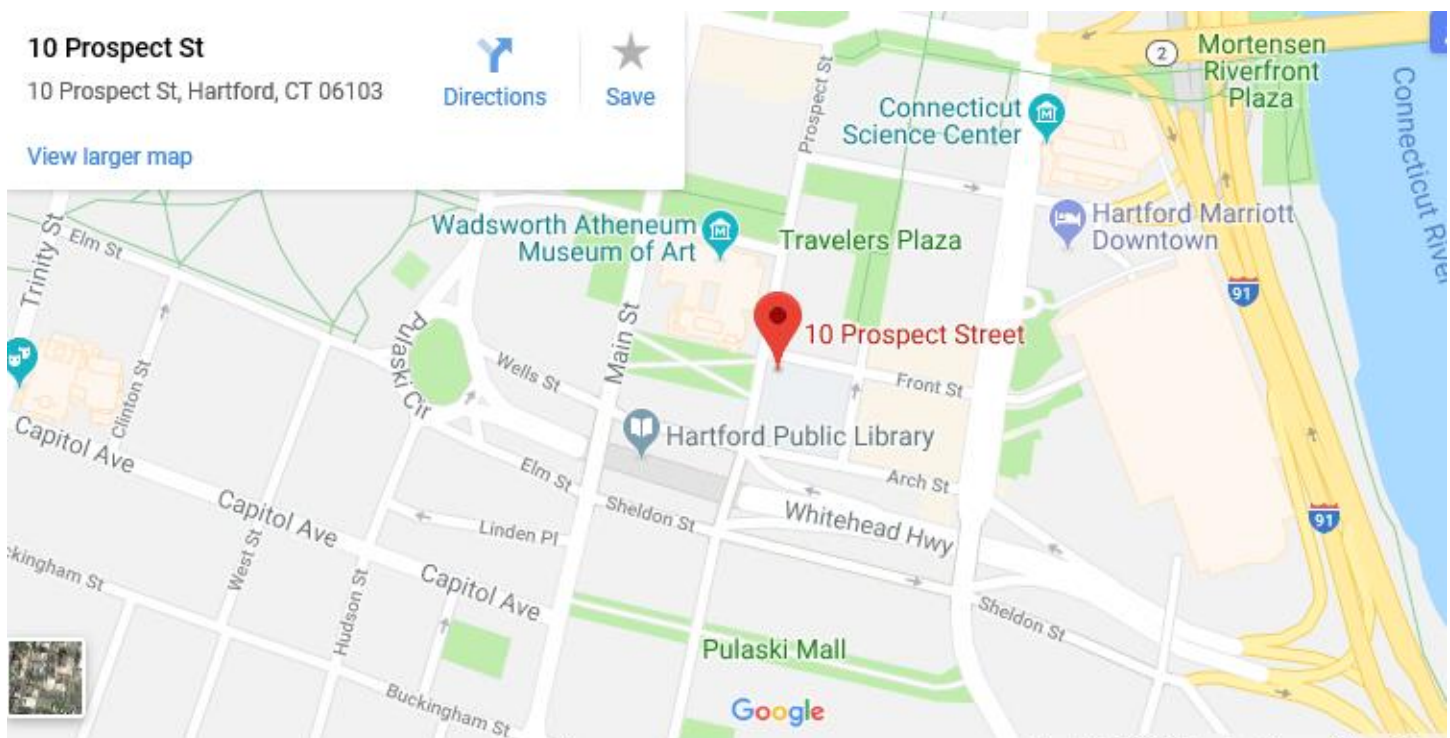 10 Prospect St
10 Prospect St, Hartford, CT 06103
Directions
Save
View larger map
Prospect St
2
Mortensen
Riverfront
Plaza
Connecticut River
Connecticut
Science Center
Wadsworth Atheneum
Museum of Art
Travelers Plaza
Hartford Marriott
Downtown
91
Trinity St
Elm St
Pulaski Cir
Main St
10 Prospect Street
Wells St
Front St
Clinton St
Capitol Ave
Hartford Public Library
Elm St
Arch St
Sheldon St
Whitehead Hwy
91
Capitol Ave
Linden Pl
West St
Hudson St
Capitol Ave
Sheldon St
ckingham St
Pulaski Mall
Buckingham St
Google